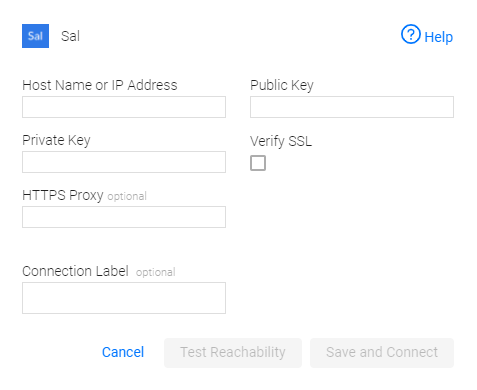 Sal Sal
Help
Host Name or IP Address
Public Key
Private Key
Verify SSL
HTTPS Proxy optional
Connection Label optional
Cancel Test Reachability Save and Connect